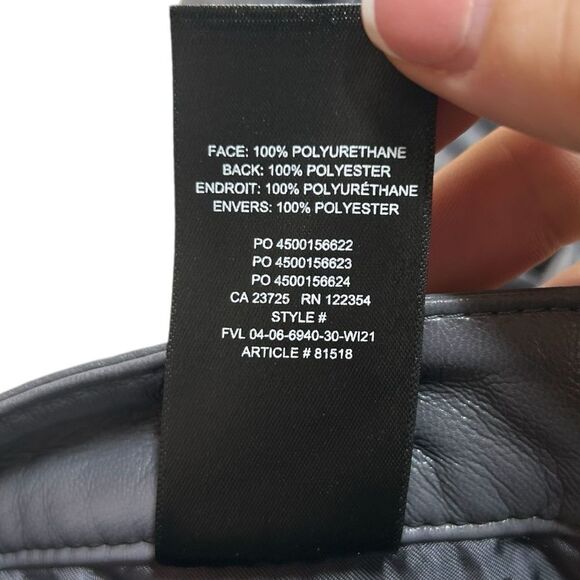 FACE: 100% POLYURETHANE
BACK: 100% POLYESTER
ENDROIT: 100% POLYURÉTHANE
ENVERS: 100% POLYESTER
PO 4500156622
PO 4500156623
PO 4500156624
CA 23725 RN 122354
STYLE #
FVL 04-06-6940-30-WI21
ARTICLE # 81518